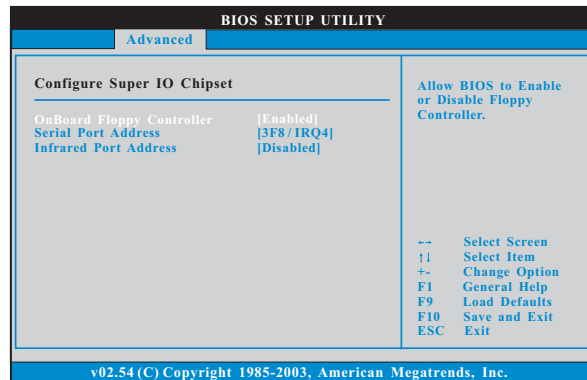 BIOS SETUP UTILITY
Advanced
Configure Super IO Chipset
OnBoard Floppy Controller [Enabled]
Serial Port Address [3F8 / IRQ4]
Infrared Port Address [Disabled]
Allow BIOS to Enable
or Disable Floppy
Controller.
←→ Select Screen
↑↓ Select Item
+- Change Option
F1 General Help
F9 Load Defaults
F10 Save and Exit
ESC Exit
v02.54 (C) Copyright 1985-2003, American Megatrends, Inc.